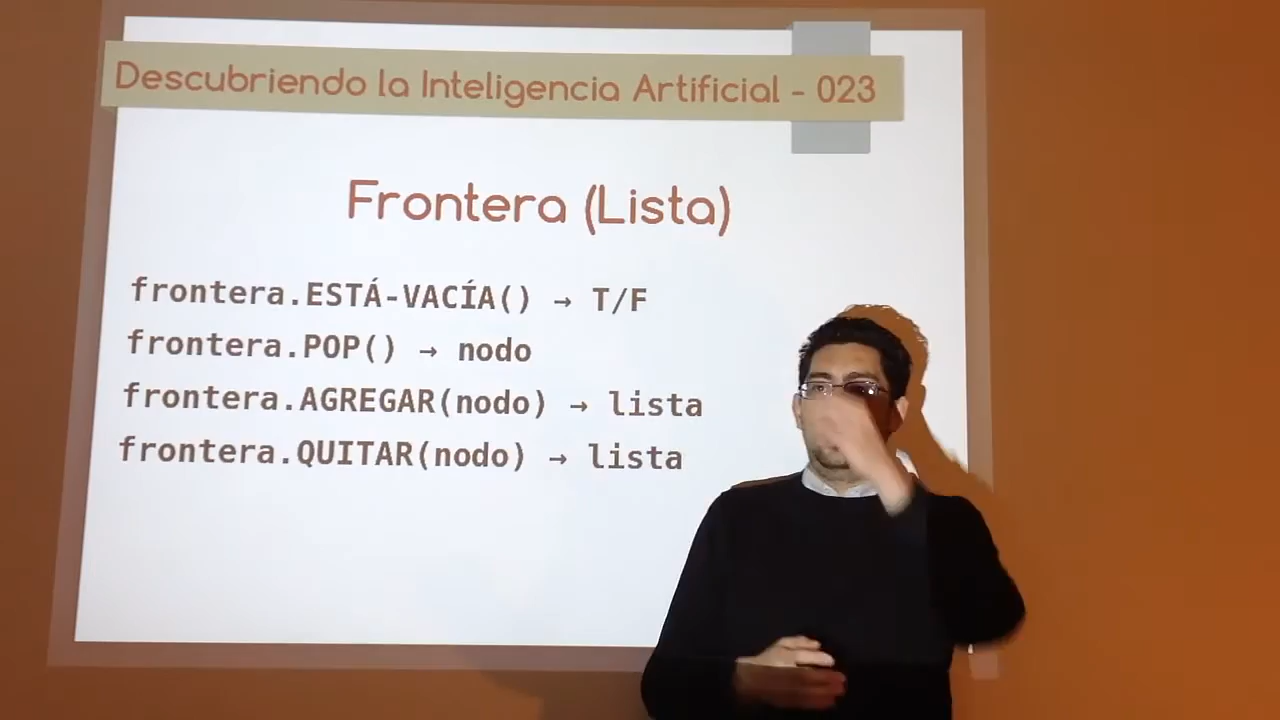 Descubriendo la Inteligencia Artificial - 023
Frontera (Lista)
frontera.ESTÁ-VACÍA() → T/F
frontera.POP() → nodo
frontera.AGREGAR(nodo) → lista
frontera.QUITAR(nodo) → lista